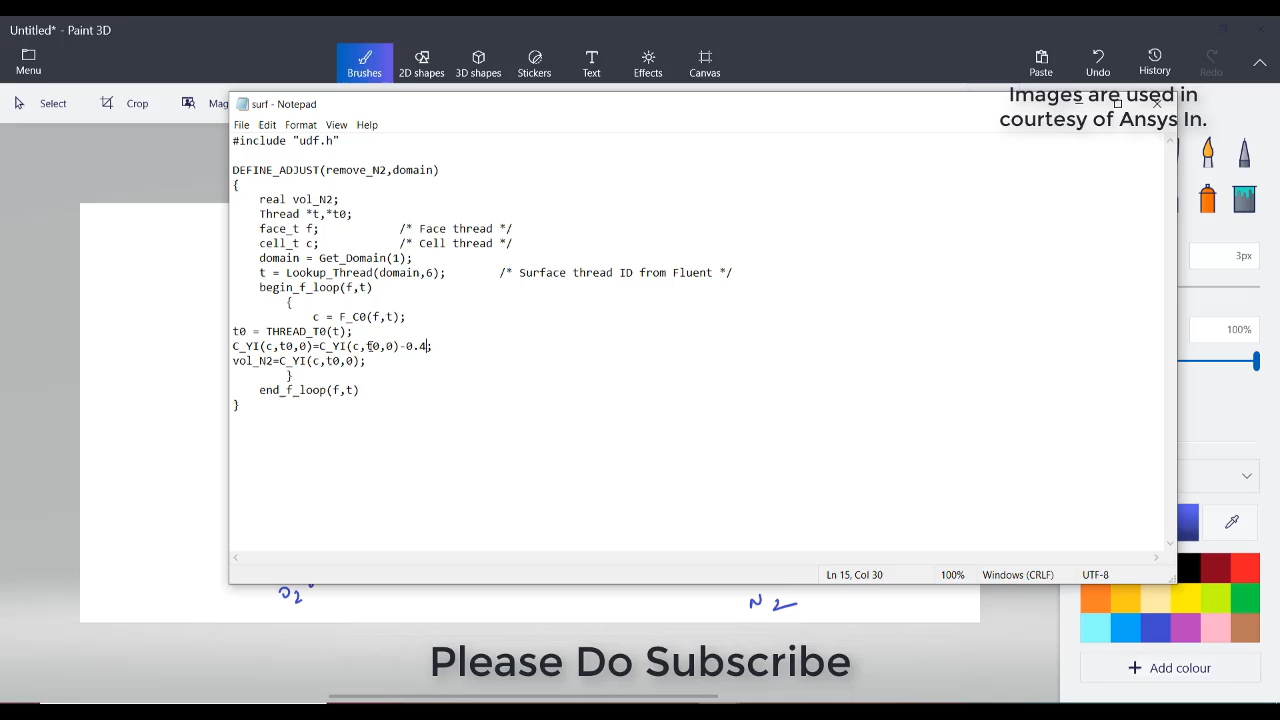 Untitled* - Paint 3D
Menu
Brushes
2D shapes
3D shapes
Stickers
Text
Effects
Canvas
Paste
Undo
History
Redo
Select
Crop
Mag
surf - Notepad
Images are used in
courtesy of Ansys In.
File Edit Format View Help
#include "udf.h"
DEFINE_ADJUST(remove_N2,domain)
{
real vol_N2;
Thread *t,*t0;
face_t f; /* Face thread */
cell_t c; /* Cell thread */
domain = Get_Domain(1);
t = Lookup_Thread(domain,6); /* Surface thread ID from Fluent */
begin_f_loop(f,t)
{
c = F_C0(f,t);
t0 = THREAD_T0(t);
C_YI(c,t0,0)=C_YI(c,t0,0)-0.4;
vol_N2=C_YI(c,t0,0);
}
end_f_loop(f,t)
}
3px
100%
Ln 15, Col 30
100%
Windows (CRLF)
UTF-8
O2
N2
Please Do Subscribe
Add colour